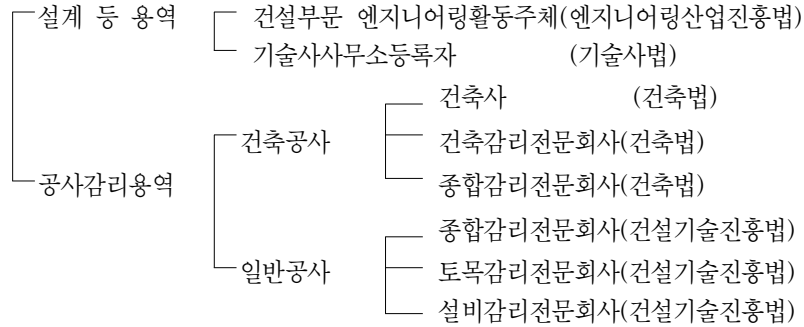 설계 등 용역 건설부문 엔지니어링활동주체(엔지니어링산업진흥법)
기술사사무소등록자 (기술사법)
건축사 (건축법)
건축공사 건축감리전문회사(건축법)
공사감리용역 종합감리전문회사(건축법)
종합감리전문회사(건설기술진흥법)
일반공사 토목감리전문회사(건설기술진흥법)
설비감리전문회사(건설기술진흥법)